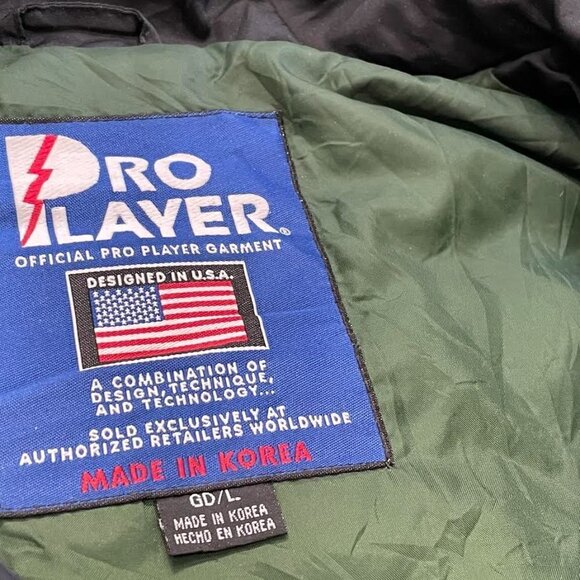 PRO
PLAYER®
OFFICIAL PRO PLAYER GARMENT
DESIGNED IN U.S.A.
A COMBINATION OF
DESIGN, TECHNIQUE,
AND TECHNOLOGY...
SOLD EXCLUSIVELY AT
AUTHORIZED RETAILERS WORLDWIDE
MADE IN KOREA
GD/L
MADE IN KOREA
HECHO EN KOREA